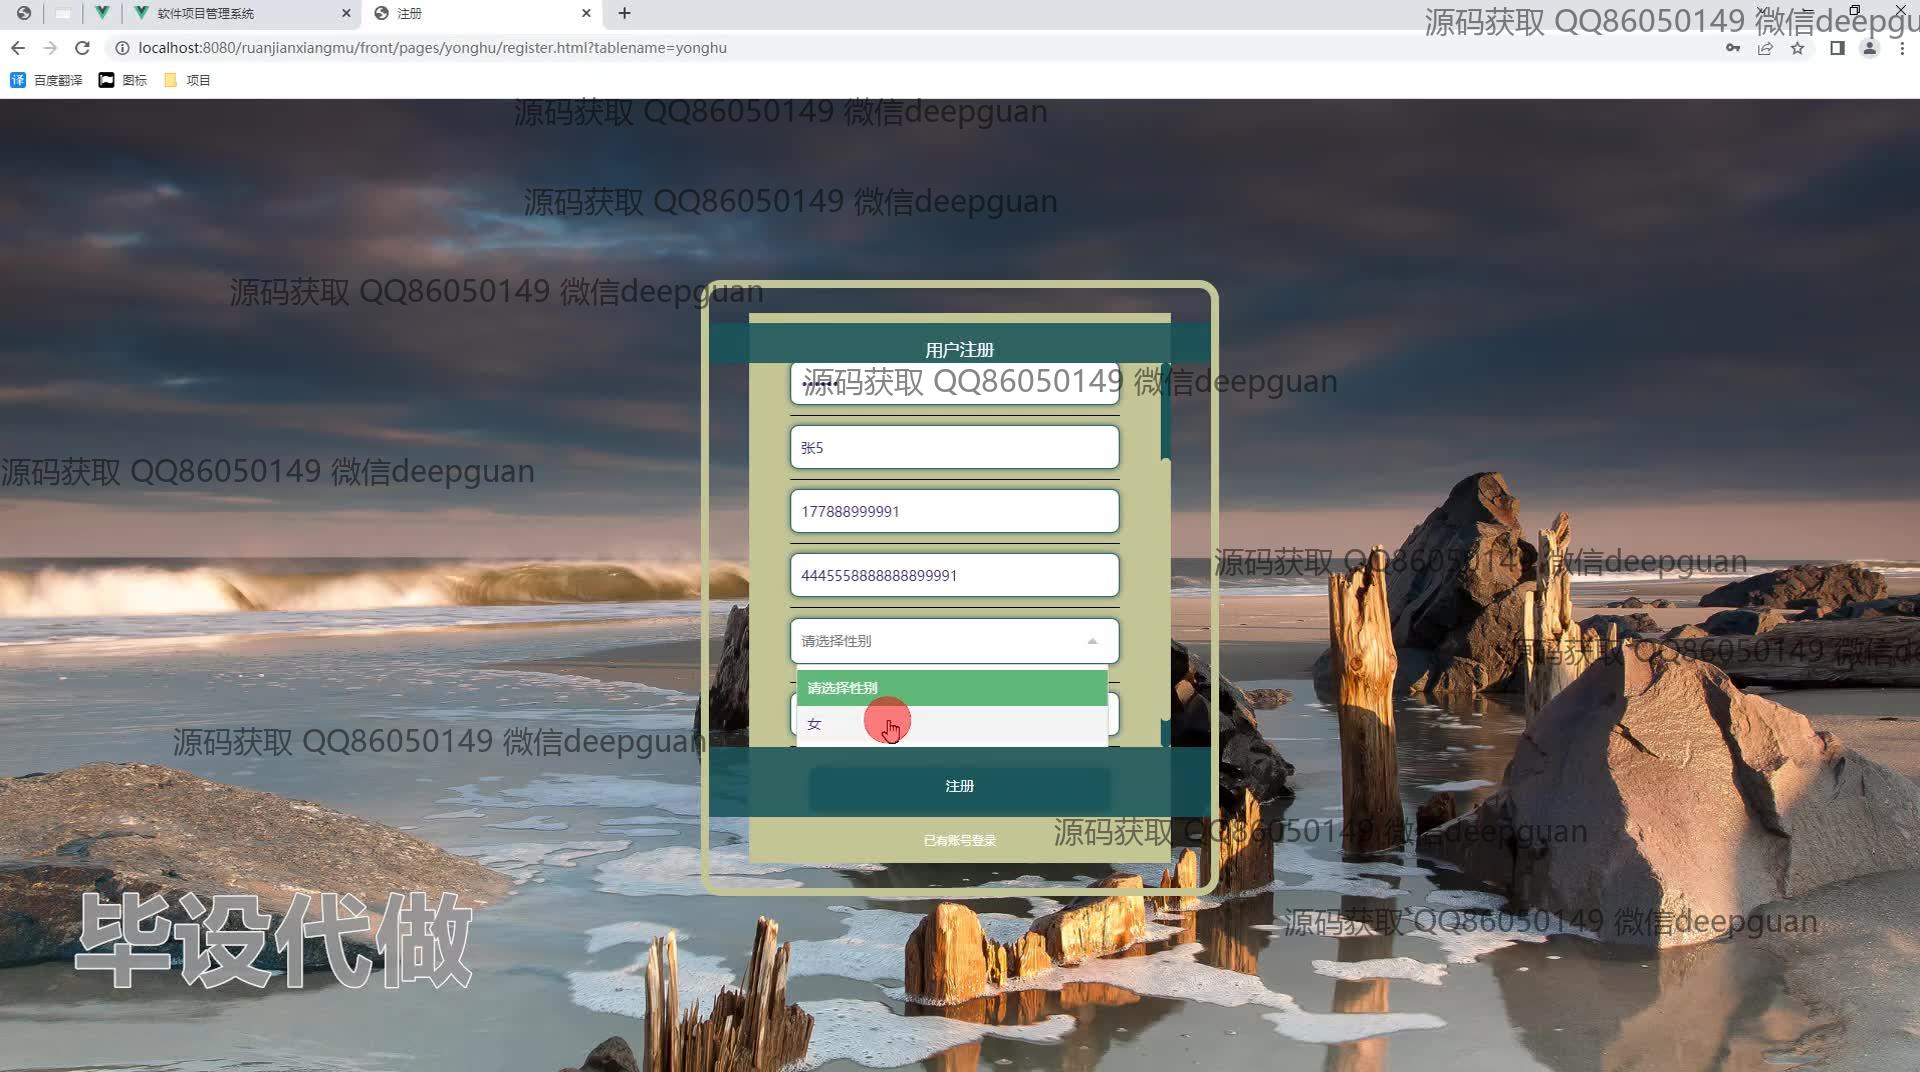 软件项目管理系统
注册
源码获取 QQ86050149 微信deepgu
localhost:8080/ruanjianxiangmu/front/pages/yonghu/register.html?tablename=yonghu
百度翻译
图标
项目
源码获取 QQ86050149 微信deepguan
源码获取 QQ86050149 微信deepguan
源码获取 QQ86050149 微信deepguan
用户注册
源码获取 QQ86050149 微信deepguan
张5
源码获取 QQ86050149 微信deepguan
177888999991
源码获取 QQ86050149 微信deepguan
4445558888888899991
请选择性别
源码获取 QQ86050149 微信de
请选择性别
女
源码获取 QQ86050149 微信deepguan
注册
源码获取 QQ86050149 微信deepguan
已有账号登录
源码获取 QQ86050149 微信deepguan
毕设代做